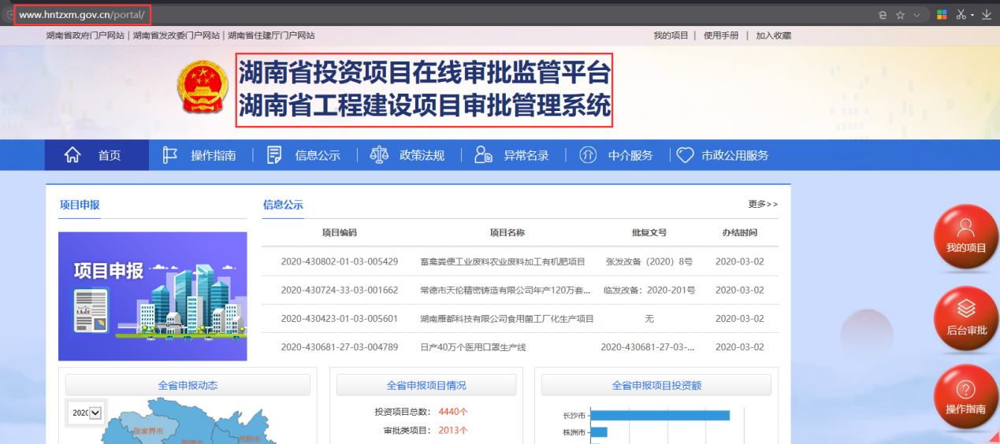 www.hntzxm.gov.cn/portal/
湖南省政府门户网站 | 湖南省发改委门户网站 | 湖南省住建厅门户网站
我的项目 | 使用手册 | 加入收藏
湖南省投资项目在线审批监管平台
湖南省工程建设项目审批管理系统
首页 操作指南 信息公示 政策法规 异常名录 中介服务 市政公用服务
项目申报
项目申报
信息公示 更多>>
项目编码 项目名称 批复文号 办结时间
2020-430802-01-03-005429 畜禽粪便工业废料农业废料加工有机肥项目 张发改备（2020）8号 2020-03-02
2020-430724-33-03-001662 常德市天伦精密铸造有限公司年产120万套... 临发改备：2020-201号 2020-03-02
2020-430423-01-03-005601 湖南雁都科技有限公司食用菌工厂化生产项目 无 2020-03-02
2020-430681-27-03-004789 日产40万个医用口罩生产线 2020-430681-27-03-... 2020-03-02
全省申报动态
2020
张家界市
全省申报项目情况
投资项目总数： 4440个
审批类项目： 2013个
全省申报项目投资额
长沙市
株洲市
我的项目
后台审批
操作指南